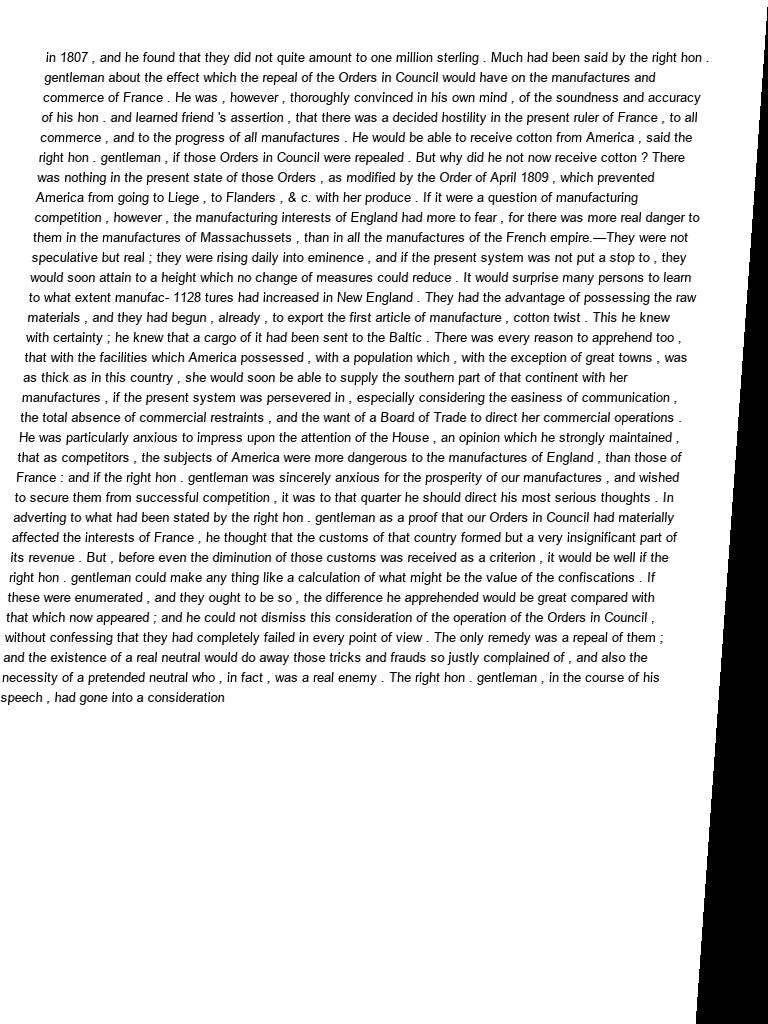 in 1807 , and he found that they did not quite amount to one million sterling . Much had been said by the right hon .
gentleman about the effect which the repeal of the Orders in Council would have on the manufactures and
commerce of France . He was , however , thoroughly convinced in his own mind , of the soundness and accuracy
of his hon . and learned friend 's assertion , that there was a decided hostility in the present ruler of France , to all
commerce , and to the progress of all manufactures . He would be able to receive cotton from America , said the
right hon . gentleman , if those Orders in Council were repealed . But why did he not now receive cotton ? There
was nothing in the present state of those Orders , as modified by the Order of April 1809 , which prevented
America from going to Liege , to Flanders , & c. with her produce . If it were a question of manufacturing
competition , however , the manufacturing interests of England had more to fear , for there was more real danger to
them in the manufactures of Massachussets , than in all the manufactures of the French empire.—They were not
speculative but real ; they were rising daily into eminence , and if the present system was not put a stop to , they
would soon attain to a height which no change of measures could reduce . It would surprise many persons to learn
to what extent manufac- 1128 tures had increased in New England . They had the advantage of possessing the raw
materials , and they had begun , already , to export the first article of manufacture , cotton twist . This he knew
with certainty ; he knew that a cargo of it had been sent to the Baltic . There was every reason to apprehend too ,
that with the facilities which America possessed , with a population which , with the exception of great towns , was
as thick as in this country , she would soon be able to supply the southern part of that continent with her
manufactures , if the present system was persevered in , especially considering the easiness of communication ,
the total absence of commercial restraints , and the want of a Board of Trade to direct her commercial operations .
He was particularly anxious to impress upon the attention of the House , an opinion which he strongly maintained ,
that as competitors , the subjects of America were more dangerous to the manufactures of England , than those of
France : and if the right hon . gentleman was sincerely anxious for the prosperity of our manufactures , and wished
to secure them from successful competition , it was to that quarter he should direct his most serious thoughts . In
adverting to what had been stated by the right hon . gentleman as a proof that our Orders in Council had materially
affected the interests of France , he thought that the customs of that country formed but a very insignificant part of
its revenue . But , before even the diminution of those customs was received as a criterion , it would be well if the
right hon . gentleman could make any thing like a calculation of what might be the value of the confiscations . If
these were enumerated , and they ought to be so , the difference he apprehended would be great compared with
that which now appeared ; and he could not dismiss this consideration of the operation of the Orders in Council ,
without confessing that they had completely failed in every point of view . The only remedy was a repeal of them ;
and the existence of a real neutral would do away those tricks and frauds so justly complained of , and also the
necessity of a pretended neutral who , in fact , was a real enemy . The right hon . gentleman , in the course of his
speech , had gone into a consideration